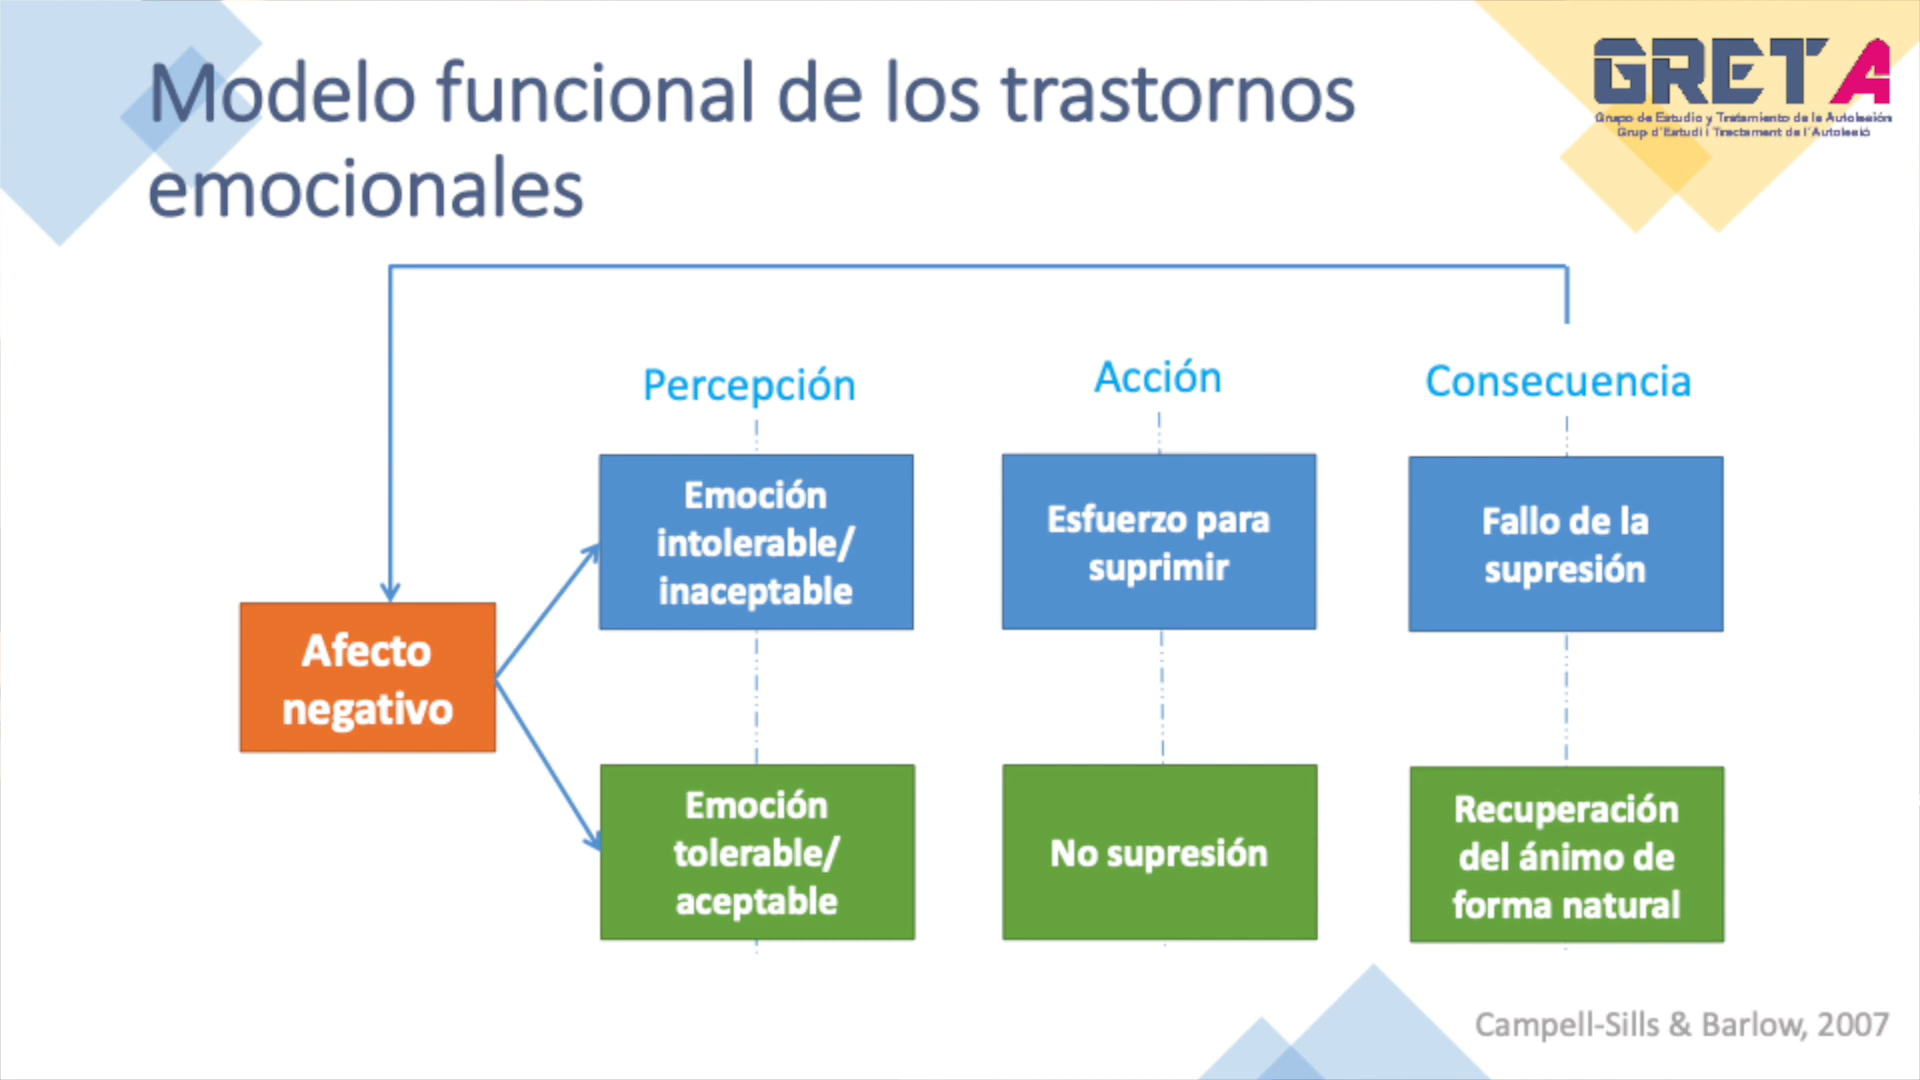 Modelo funcional de los trastornos
emocionales
GRETA
Grupo de Estudio y Tratamiento de la Autolesión
Grup d'Estudi i Tractament de l'Autolesió
Percepción
Acción
Consecuencia
Emoción
intolerable/
inaceptable
Esfuerzo para
suprimir
Fallo de la
supresión
Afecto
negativo
Emoción
tolerable/
aceptable
No supresión
Recuperación
del ánimo de
forma natural
Campell-Sills & Barlow, 2007